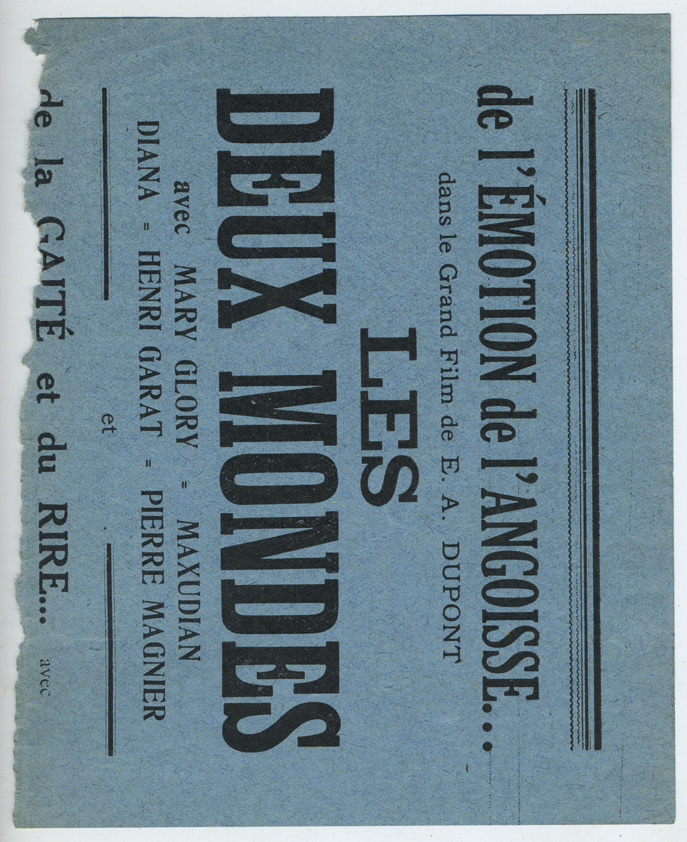 de l'ÉMOTION de l'ANGOISSE...
dans le Grand Film de E. A. DUPONT
LES
DEUX MONDES
avec MARY GLORY = MAXUDIAN
DIANA = HENRI GARAT = PIERRE MAGNIER
et
de la GAITÉ et du RIRE... avec